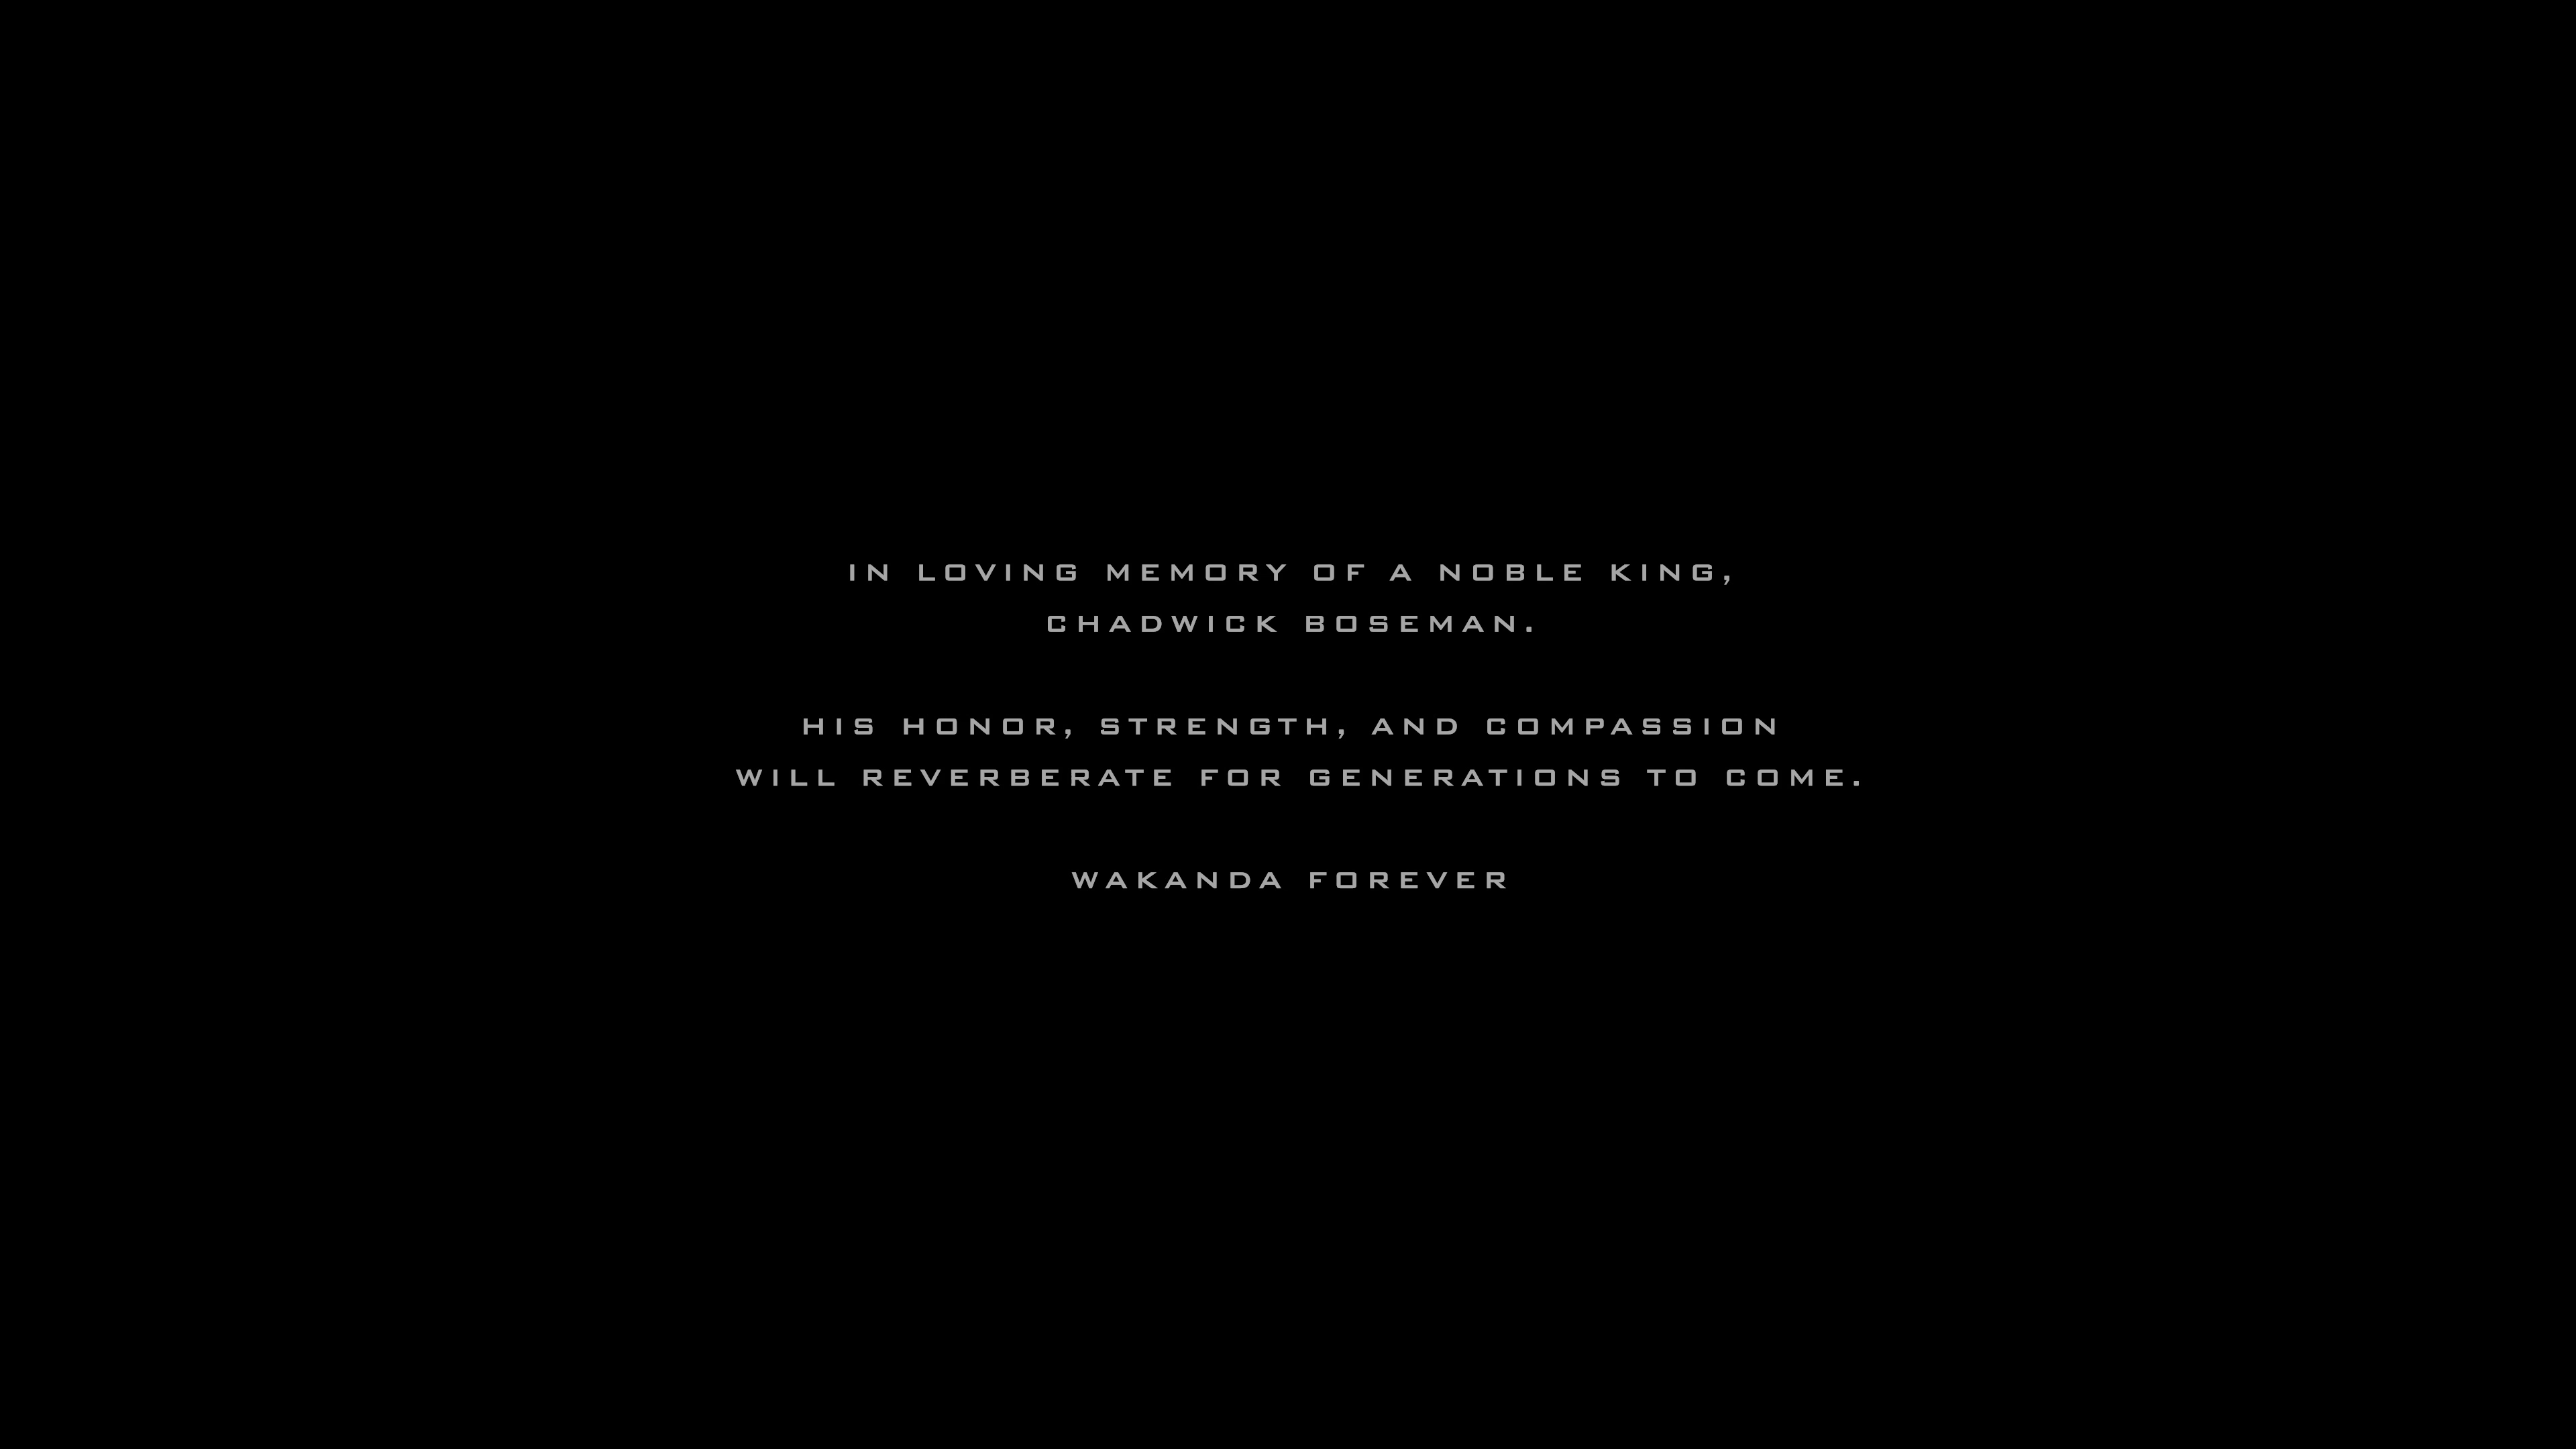 IN LOVING MEMORY OF A NOBLE KING,
CHADWICK BOSEMAN.
HIS HONOR, STRENGTH, AND COMPASSION
WILL REVERBERATE FOR GENERATIONS TO COME.
WAKANDA FOREVER